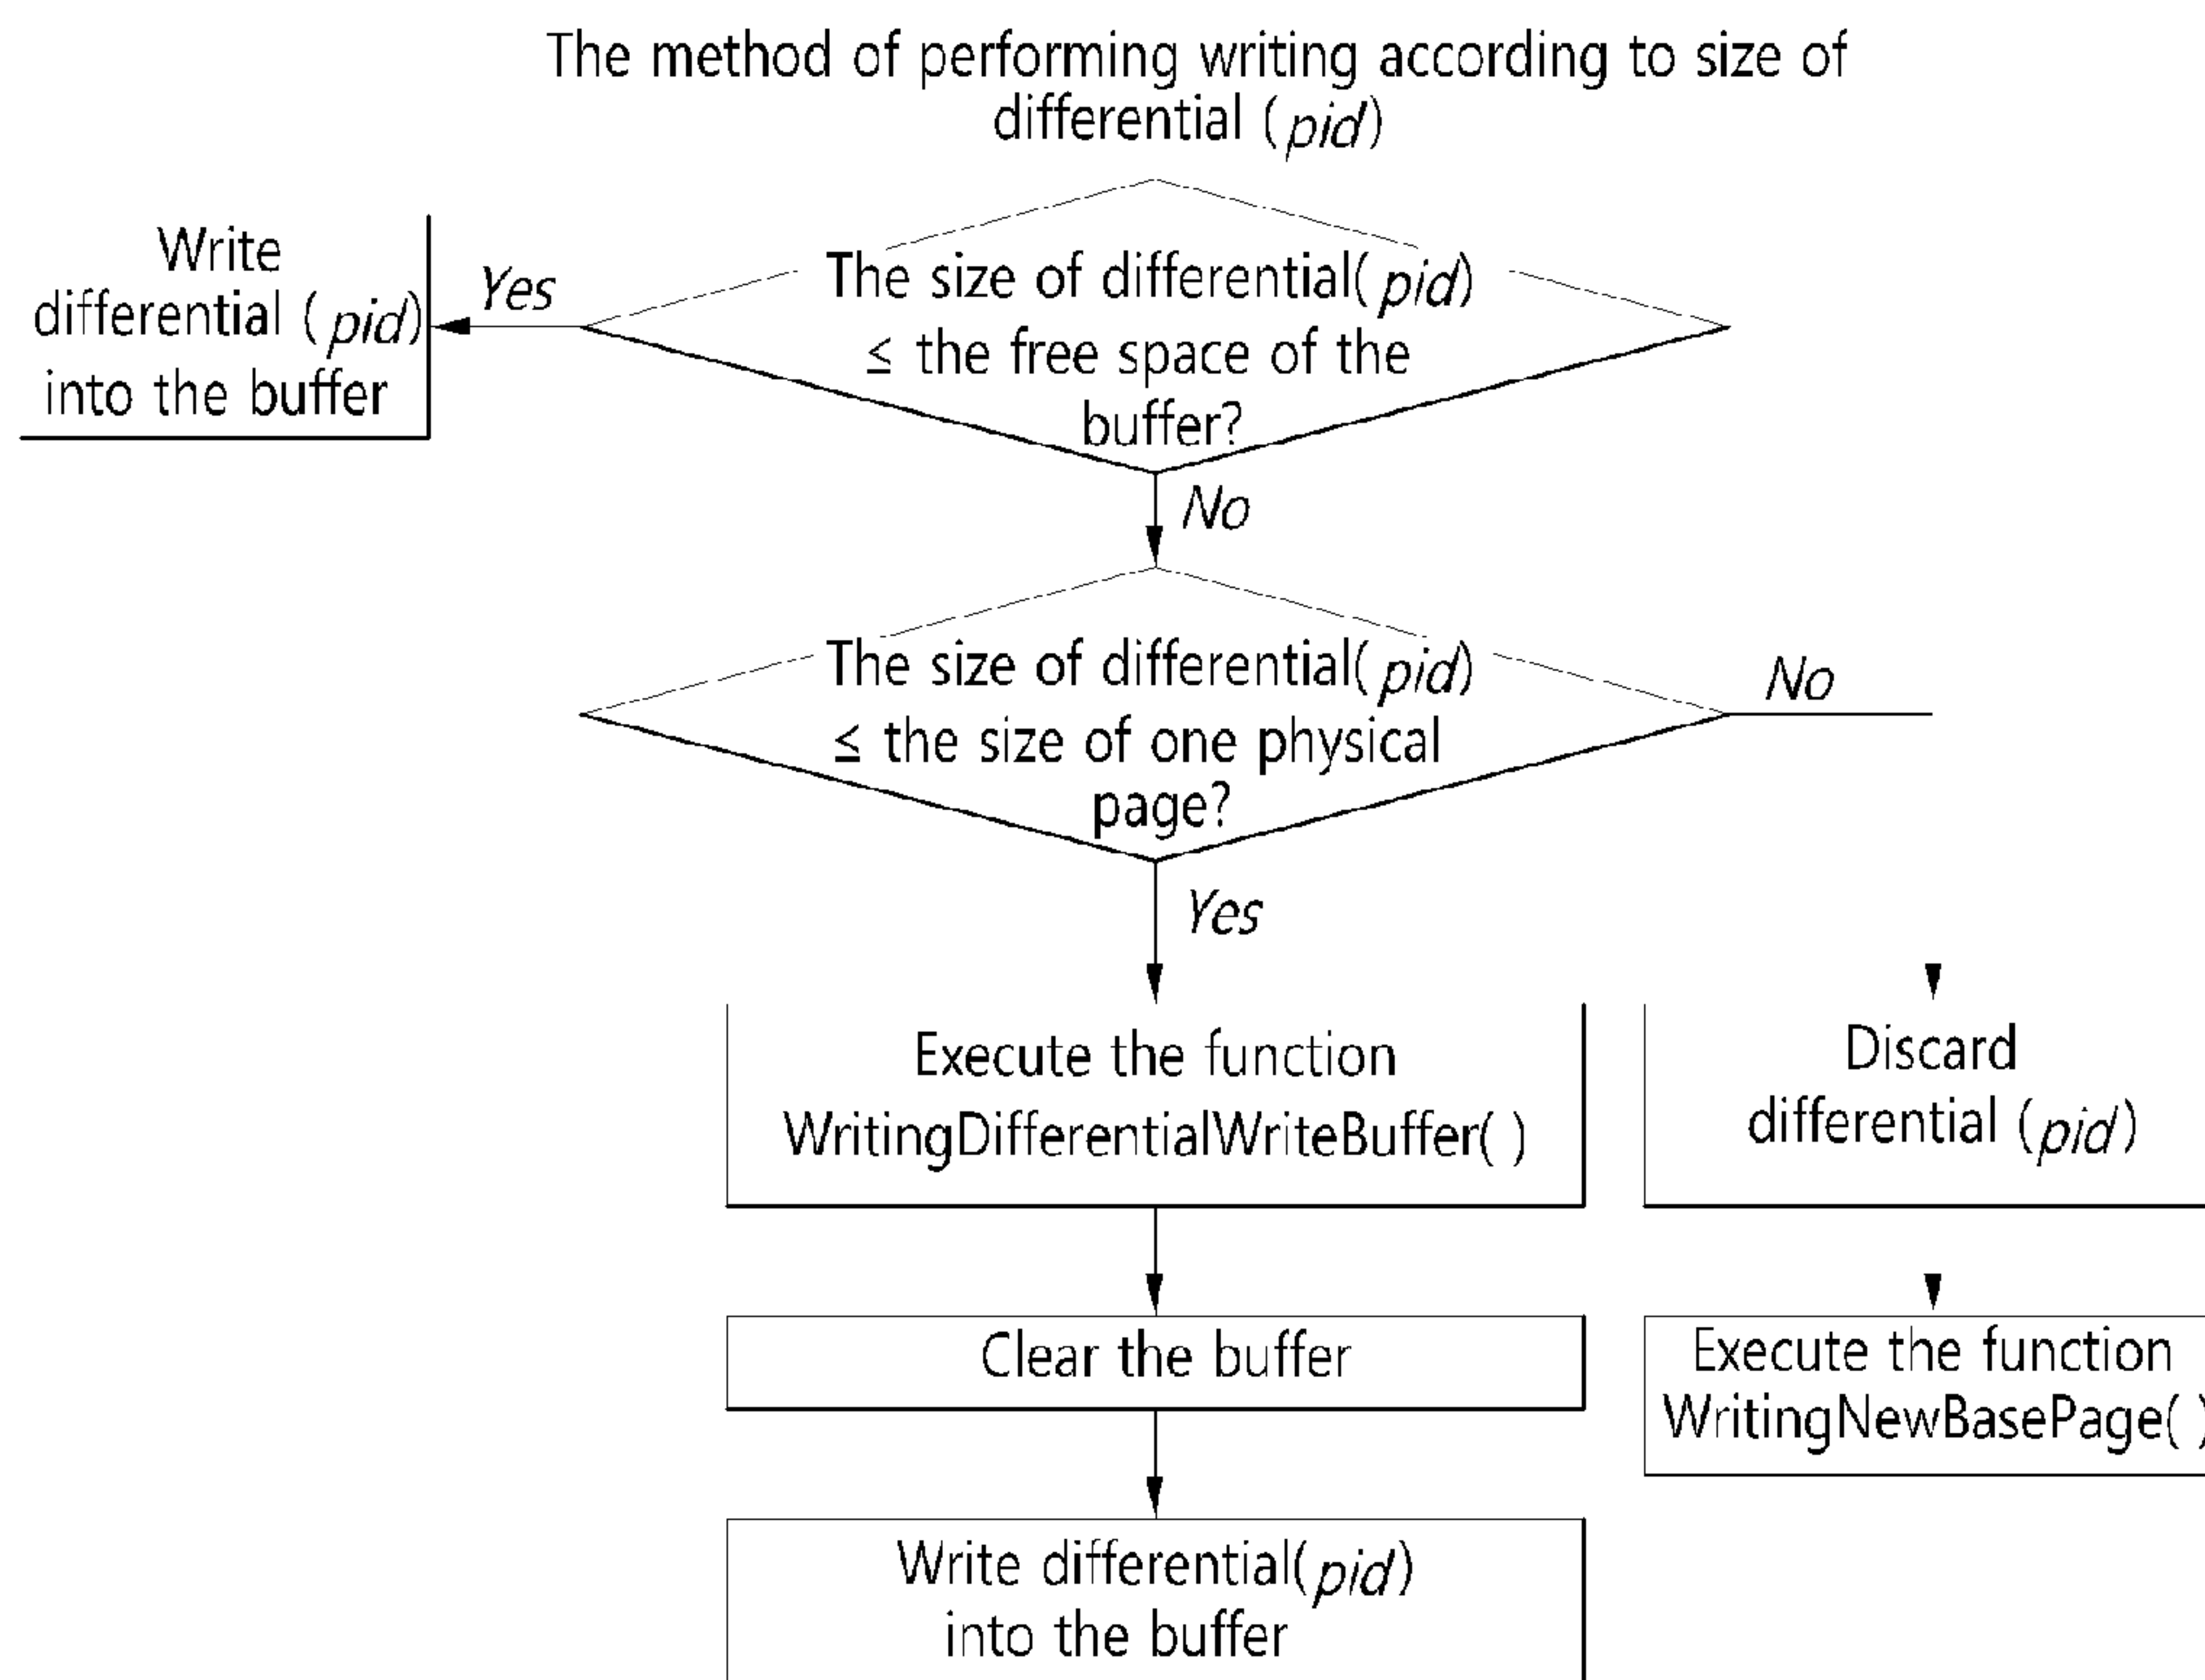 The method of performing writing according to size of
differential (pid)
Write
differential (pid)
into the buffer
Yes
The size of differential(pid)
≤ the free space of the
buffer?
No
The size of differential(pid)
≤ the size of one physical
page?
No
Yes
Execute the function
WritingDifferentialWriteBuffer( )
Discard
differential (pid)
Clear the buffer
Execute the function
WritingNewBasePage( )
Write differential(pid)
into the buffer